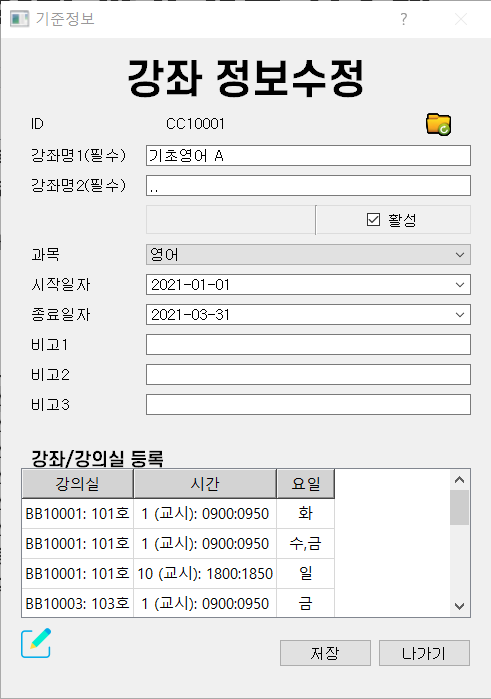 기준정보
?
강좌 정보수정
ID CC10001
강좌명1(필수) 기초영어 A
강좌명2(필수) ..
활성
과목 영어
시작일자 2021-01-01
종료일자 2021-03-31
비고1
비고2
비고3
강좌/강의실 등록
강의실 시간 요일
BB10001: 101호 1 (교시): 0900:0950 화
BB10001: 101호 1 (교시): 0900:0950 수,금
BB10001: 101호 10 (교시): 1800:1850 일
BB10003: 103호 1 (교시): 0900:0950 금
저장 나가기